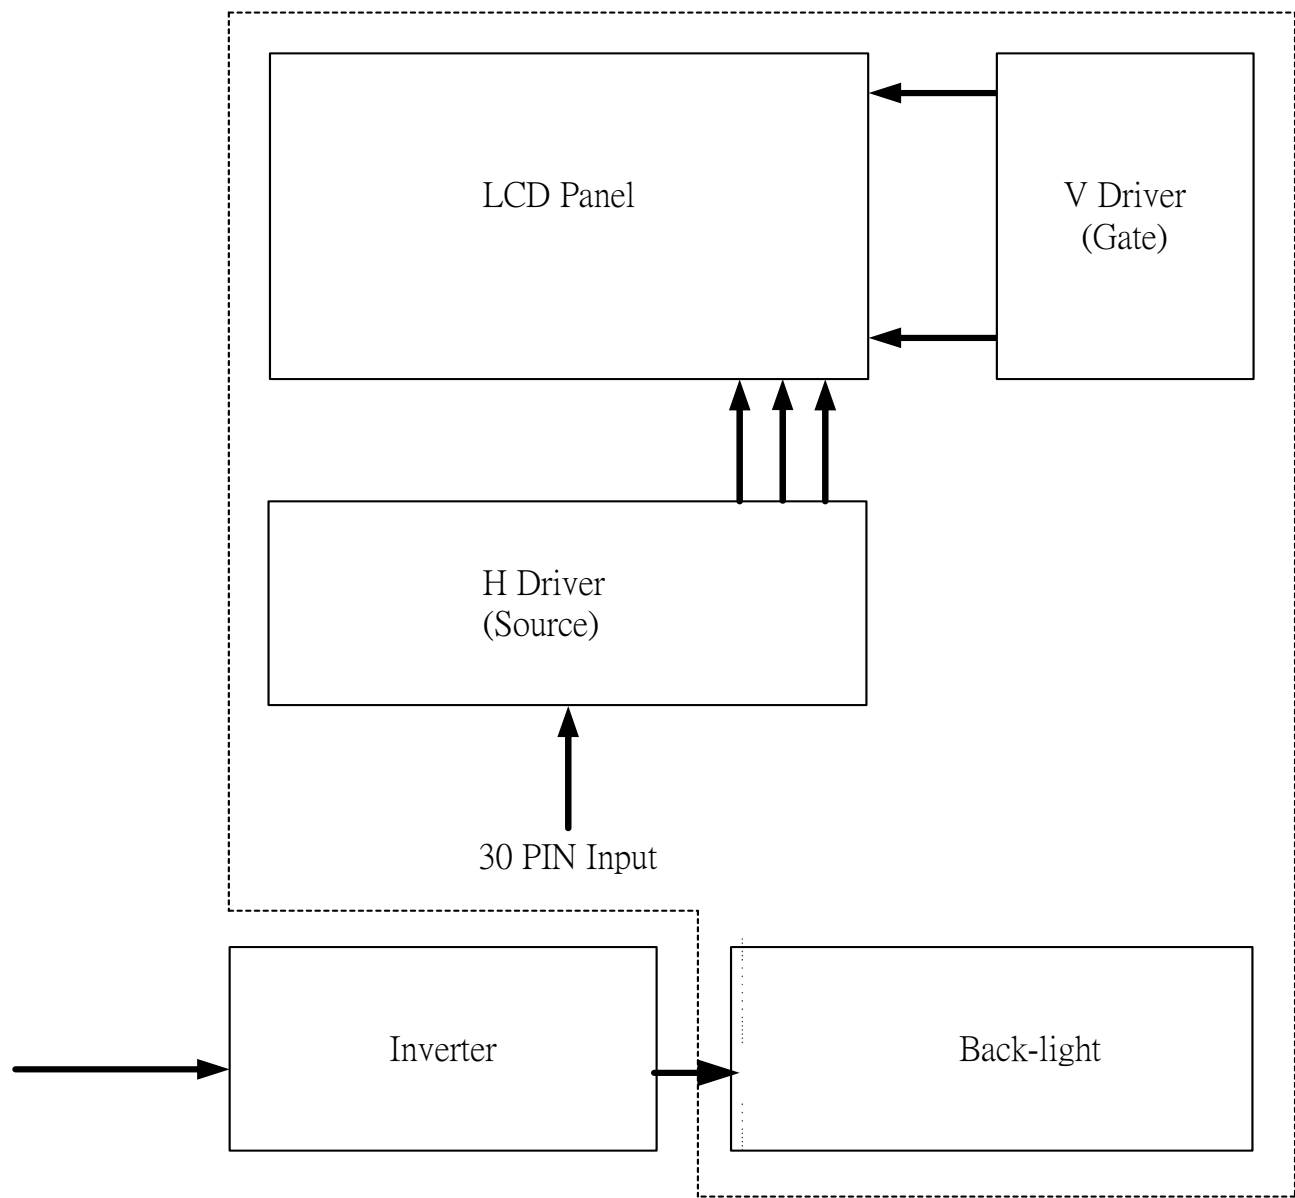 LCD Panel
V Driver
(Gate)
H Driver
(Source)
30 PIN Input
Inverter
Back-light